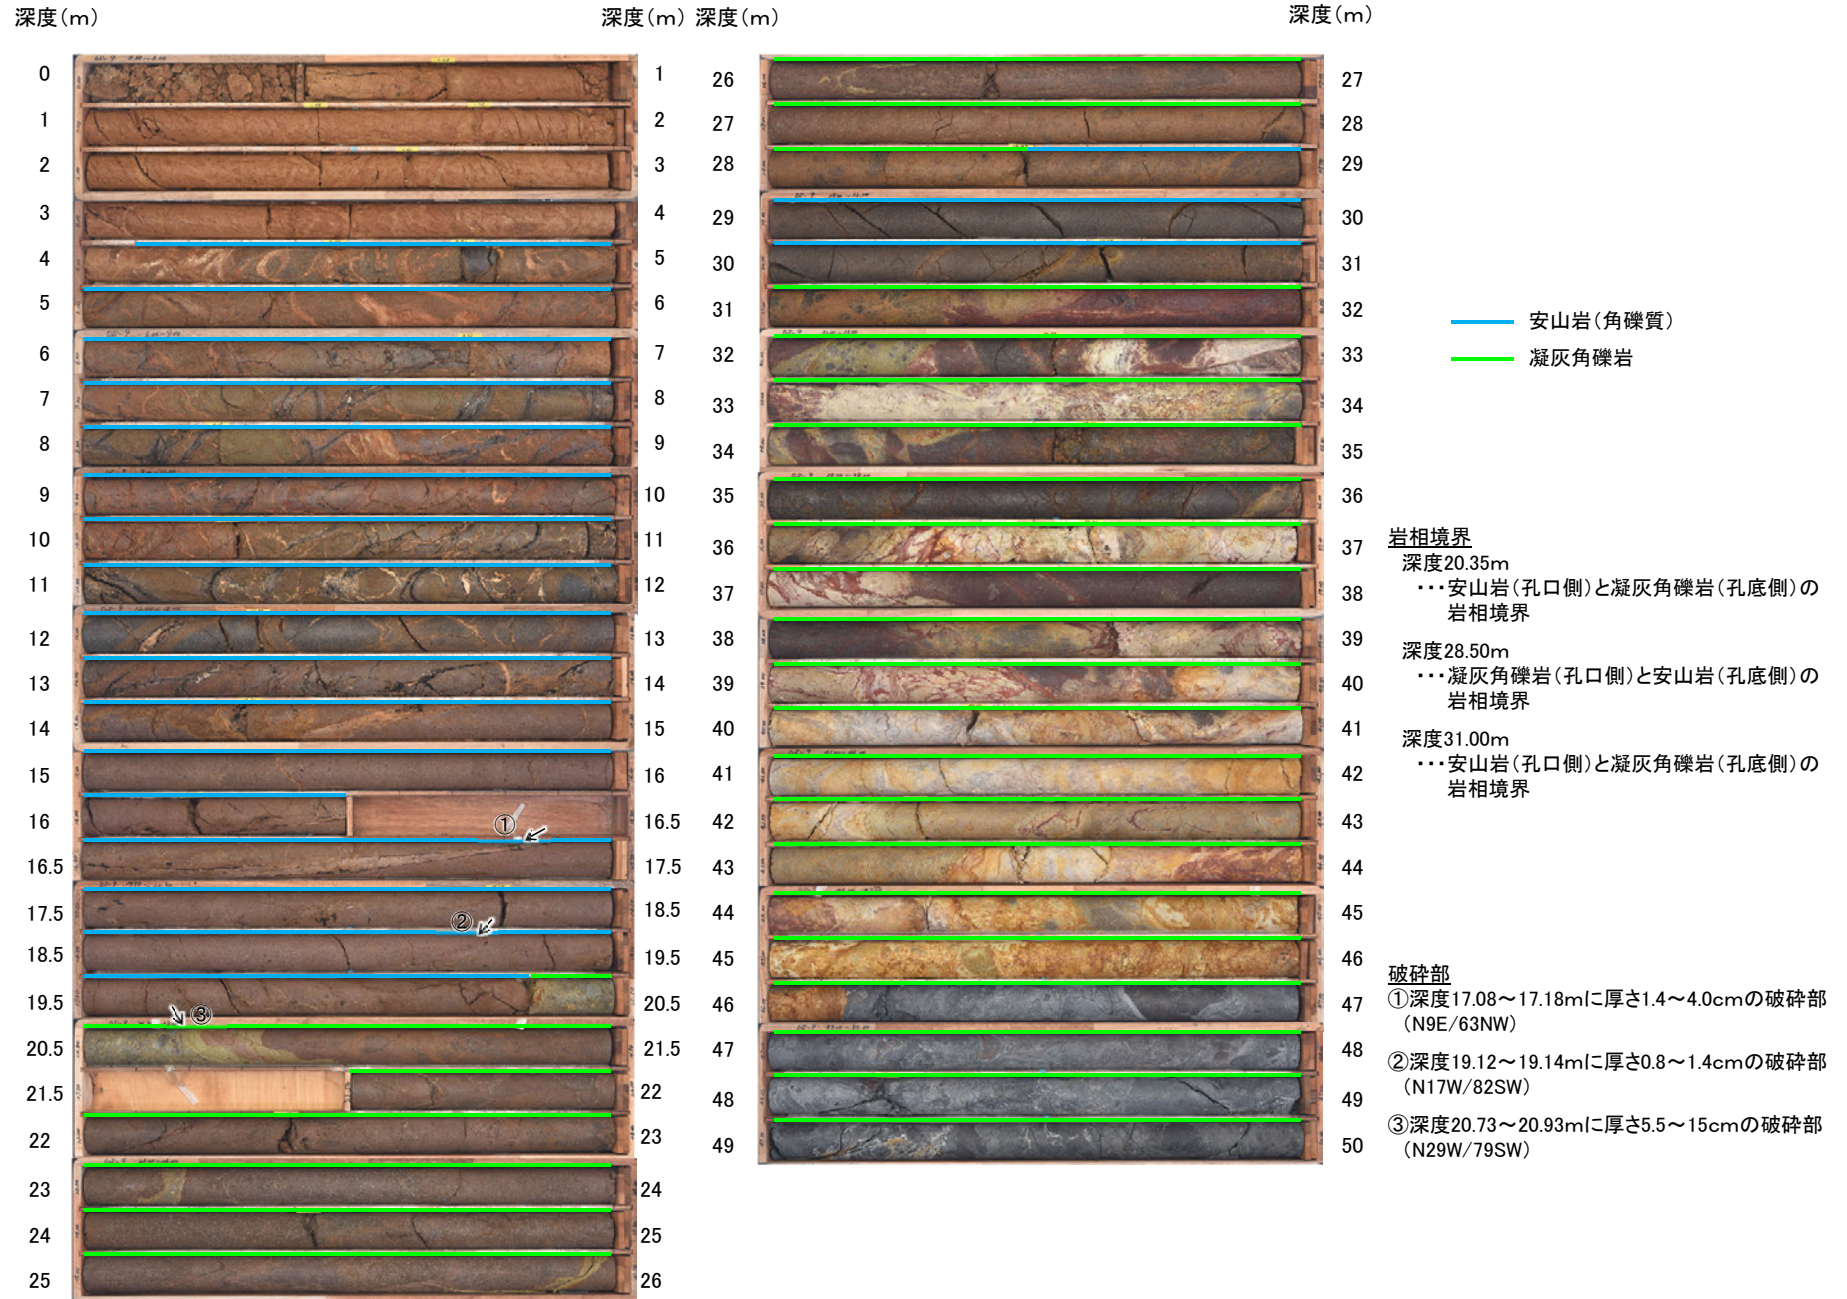 深度(m)
深度(m)
深度(m)
深度(m)
0 1
1 2
2 3
3 4
4 5
5 6
6 7
7 8
8 9
9 10
10 11
11 12
12 13
13 14
14 15
15 16
16 16.5
①
16.5 17.5
17.5 18.5
②
18.5 19.5
19.5 20.5
③
20.5 21.5
21.5 22
22 23
23 24
24 25
25 26
26 27
27 28
28 29
29 30
30 31
31 32
32 33
33 34
34 35
35 36
36 37
37 38
38 39
39 40
40 41
41 42
42 43
43 44
44 45
45 46
46 47
47 48
48 49
49 50
安山岩(角礫質)
凝灰角礫岩
岩相境界
深度20.35m
・・・安山岩(孔口側)と凝灰角礫岩(孔底側)の
岩相境界
深度28.50m
・・・凝灰角礫岩(孔口側)と安山岩(孔底側)の
岩相境界
深度31.00m
・・・安山岩(孔口側)と凝灰角礫岩(孔底側)の
岩相境界
破砕部
①深度17.08～17.18mに厚さ1.4～4.0cmの破砕部
(N9E/63NW)
②深度19.12～19.14mに厚さ0.8～1.4cmの破砕部
(N17W/82SW)
③深度20.73～20.93mに厚さ5.5～15cmの破砕部
(N29W/79SW)